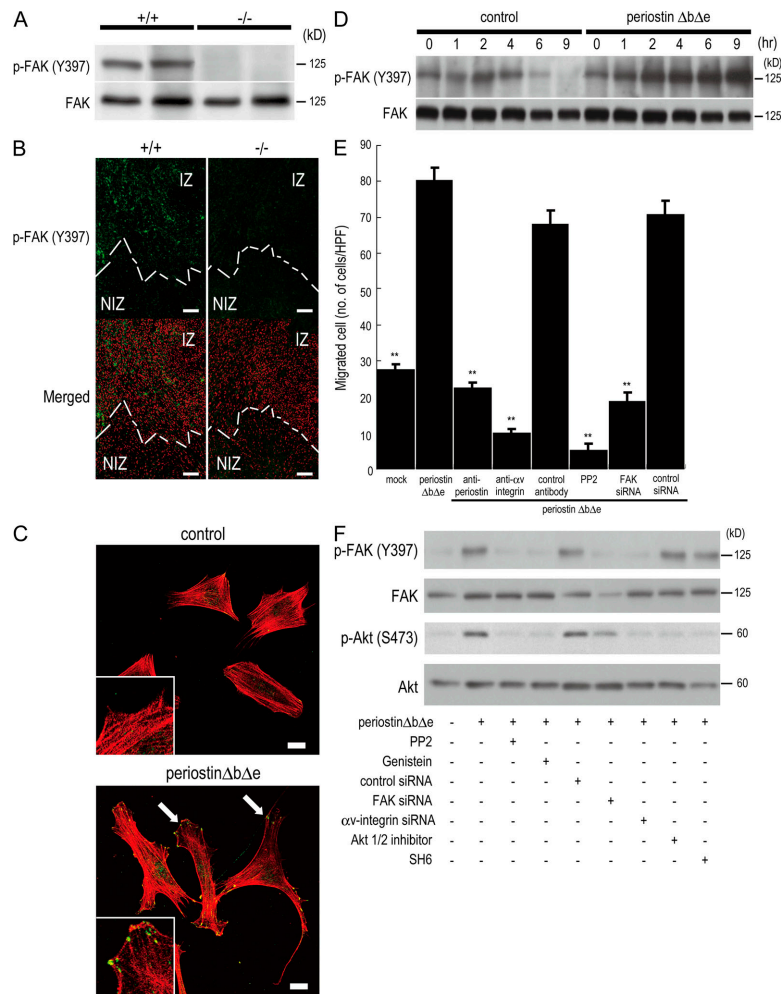 A
+/+ -/-
(kD)
p-FAK (Y397)
125
FAK
125
B
+/+ -/-
p-FAK (Y397)
IZ IZ
NIZ NIZ
Merged
IZ IZ
NIZ NIZ
C
control
periostinΔbΔe
D
control periostin ΔbΔe
0 1 2 4 6 9 0 1 2 4 6 9 (hr)
(kD)
p-FAK (Y397)
125
FAK
125
E
Migrated cell (no. of cells/HPF)
90
80
70
60
50
40
30
20
10
0
** ** ** ** **
mock
periostin ΔbΔe
anti-periostin
anti-αv integrin
control antibody
PP2
FAK siRNA
control siRNA
periostin ΔbΔe
F
(kD)
p-FAK (Y397)
125
FAK
125
p-Akt (S473)
60
Akt
60
periostinΔbΔe - + + + + + + + +
PP2 - - + - - - - - -
Genistein - - - + - - - - -
control siRNA - - - - + - - - -
FAK siRNA - - - - - + - - -
αv-integrin siRNA - - - - - - + - -
Akt 1/2 inhibitor - - - - - - - + -
SH6 - - - - - - - - +